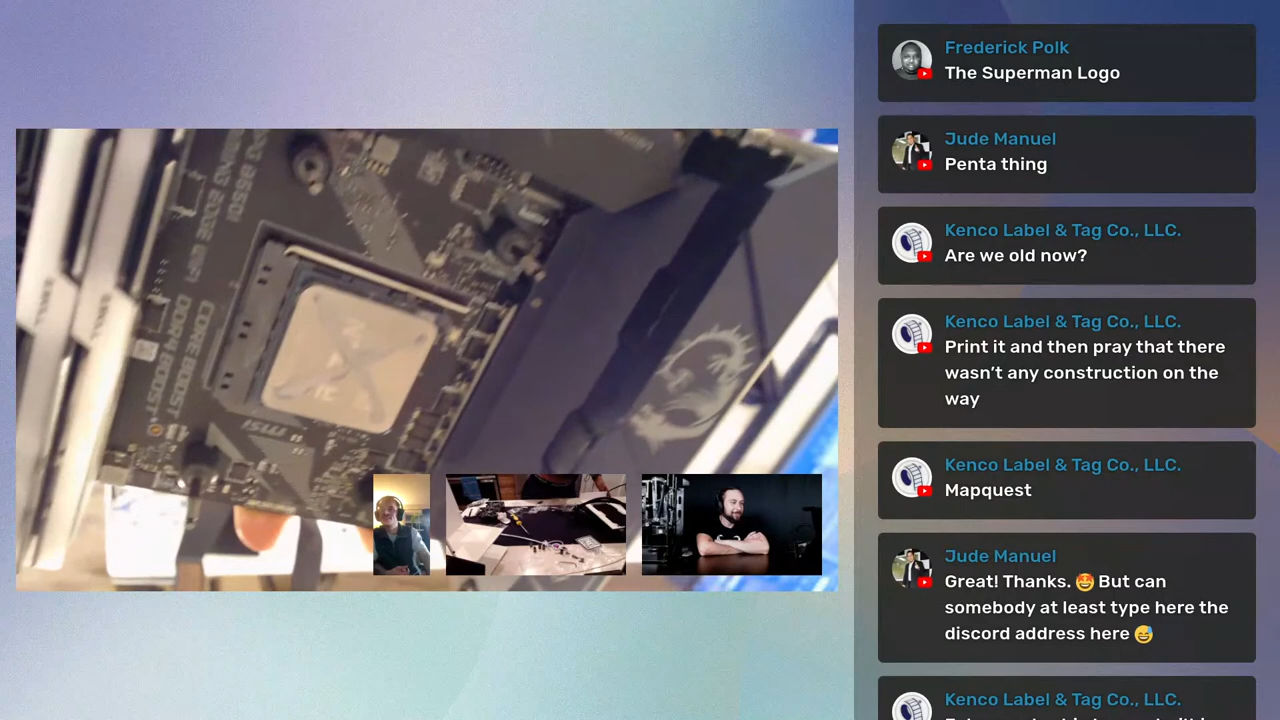 Frederick Polk
The Superman Logo
Jude Manuel
Penta thing
Kenco Label & Tag Co., LLC.
Are we old now?
Kenco Label & Tag Co., LLC.
Print it and then pray that there
wasn’t any construction on the
way
Kenco Label & Tag Co., LLC.
Mapquest
Jude Manuel
Great! Thanks. 🤩 But can
somebody at least type here the
discord address here 😅
Kenco Label & Tag Co., LLC.
CORE BOOST
DDR4 BOOST